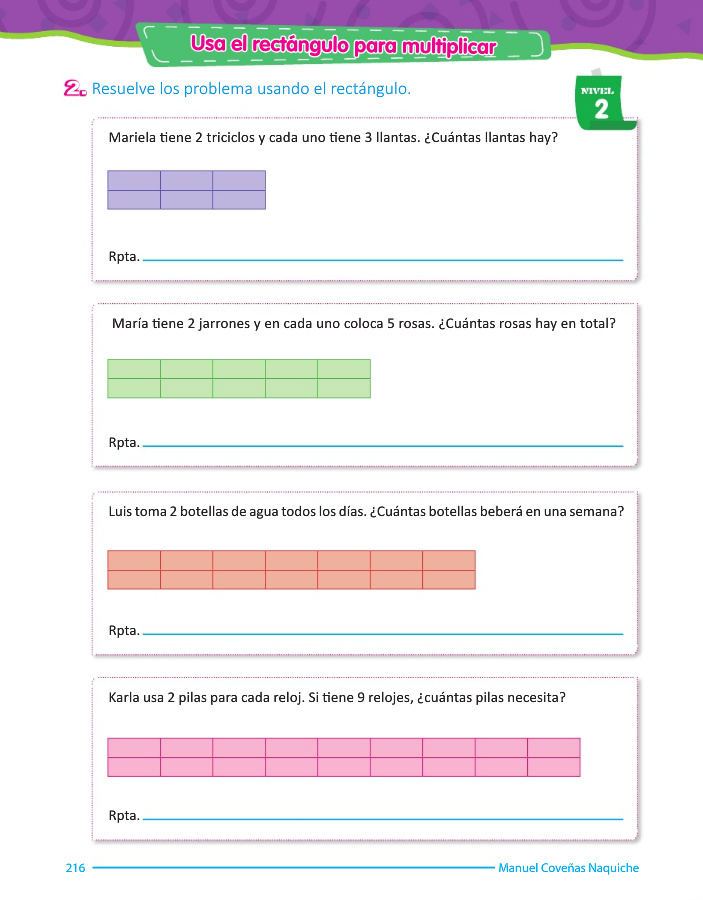 Usa el rectángulo para multiplicar
2. Resuelve los problema usando el rectángulo.
NIVEL
2
Mariela tiene 2 triciclos y cada uno tiene 3 llantas. ¿Cuántas llantas hay?
Rpta.
María tiene 2 jarrones y en cada uno coloca 5 rosas. ¿Cuántas rosas hay en total?
Rpta.
Luis toma 2 botellas de agua todos los días. ¿Cuántas botellas beberá en una semana?
Rpta.
Karla usa 2 pilas para cada reloj. Si tiene 9 relojes, ¿cuántas pilas necesita?
Rpta.
216
Manuel Coveñas Naquiche